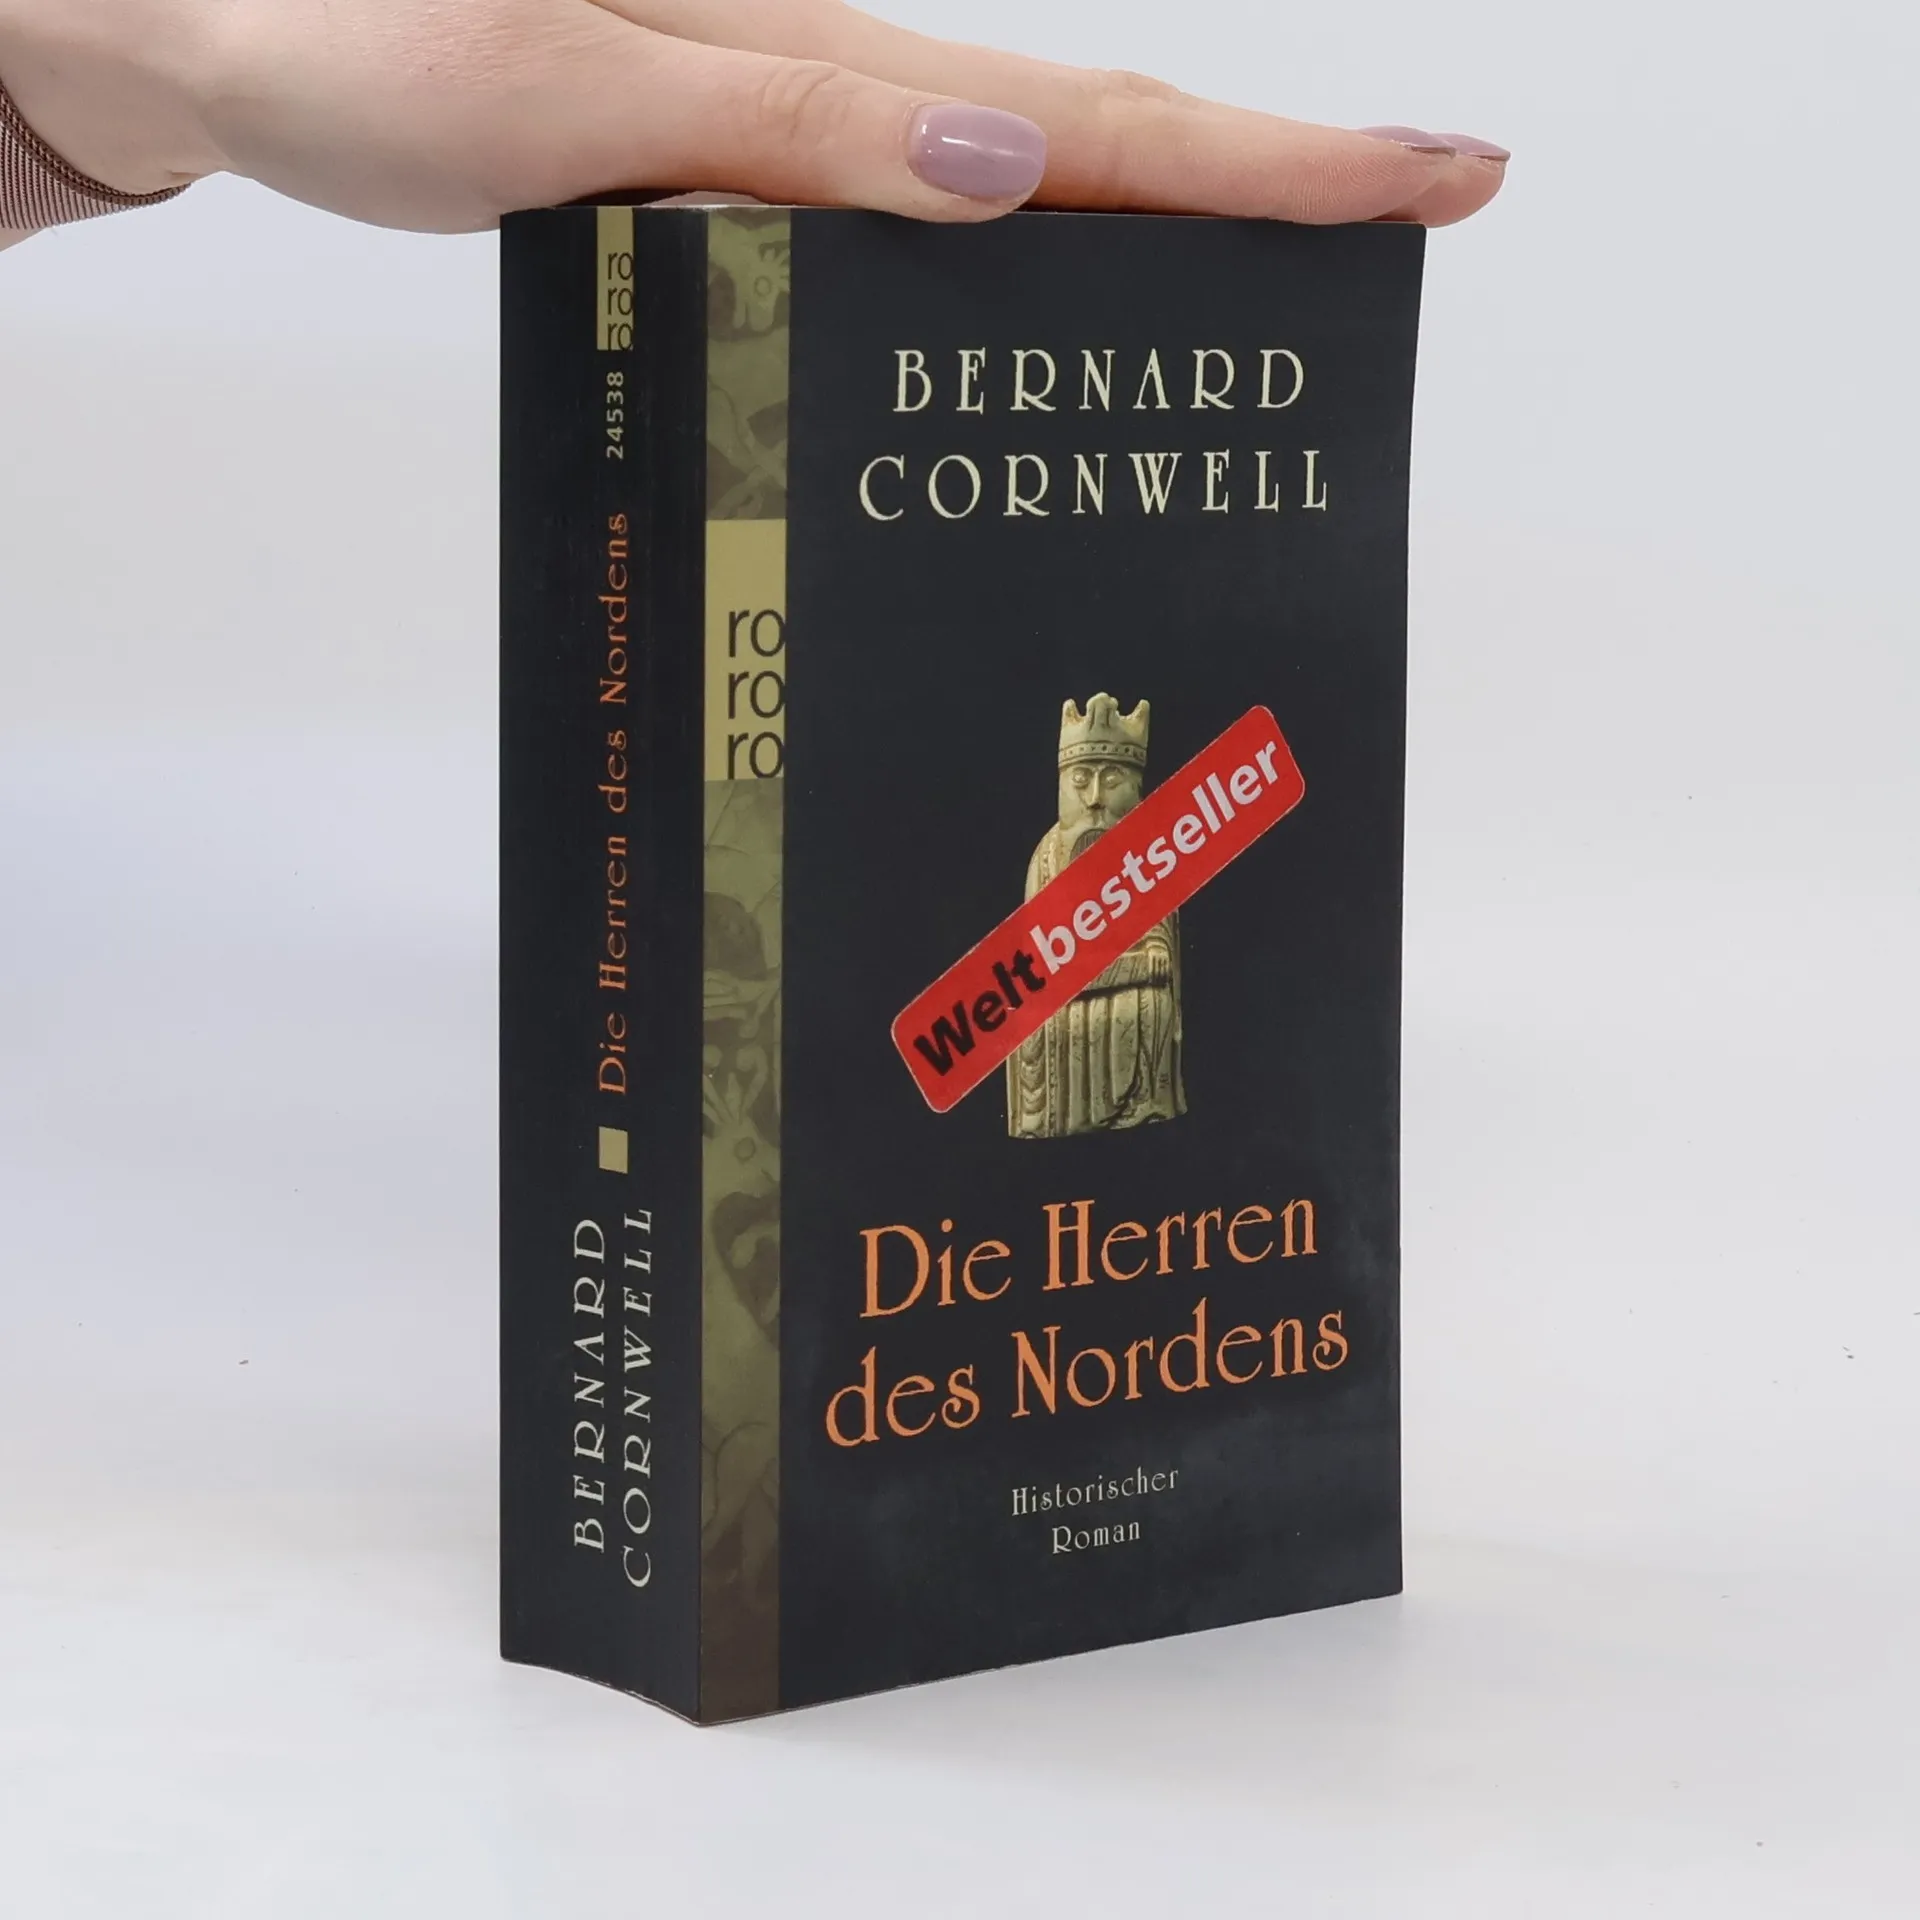 ro
ro
ro
24538
Die Herren des Nordens
BERNARD
CORNWELL
ro
ro
ro
BERNARD
CORNWELL
Weltbestseller
Die Herren
des Nordens
Historischer
Roman